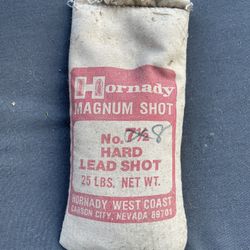 Hornady
MAGNUM SHOT
No. 7½ 8
HARD
LEAD SHOT
25 LBS. NET WT.
HORNADY WEST COAST
CARSON CITY, NEVADA 89701